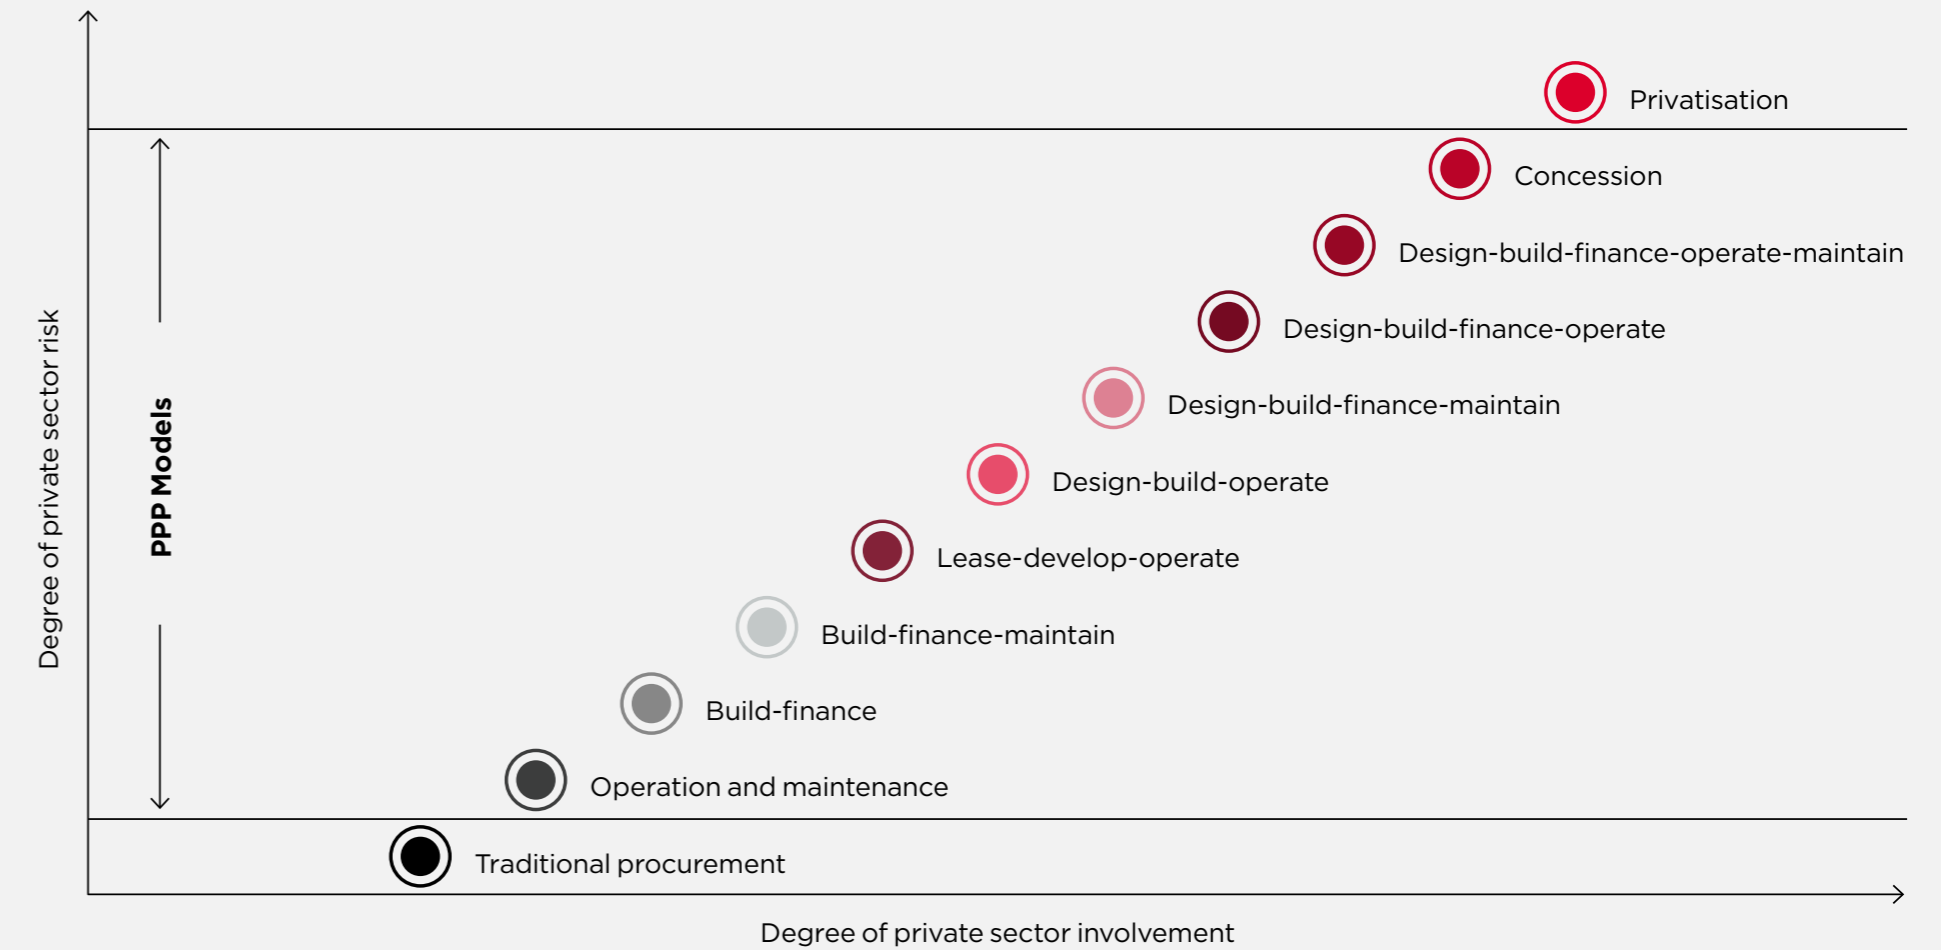 Privatisation
Concession
Design-build-finance-operate-maintain
Design-build-finance-operate
Design-build-finance-maintain
Design-build-operate
Lease-develop-operate
Build-finance-maintain
Build-finance
Operation and maintenance
Traditional procurement
PPP Models
Degree of private sector risk
Degree of private sector involvement